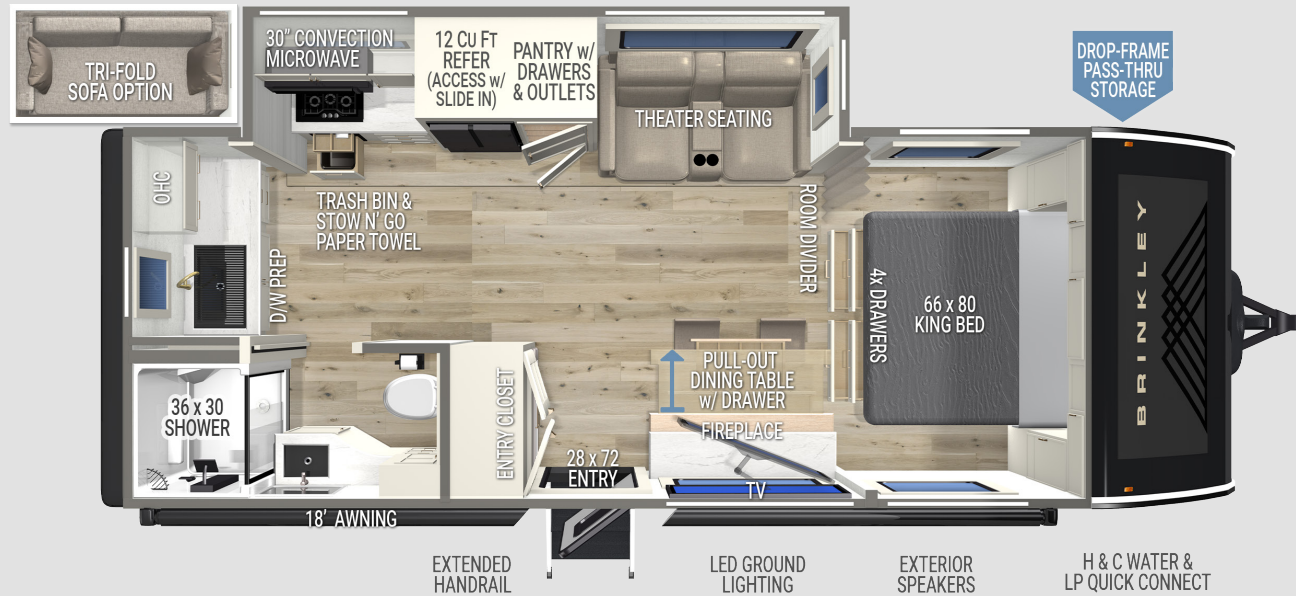 TRI-FOLD
SOFA OPTION
30" CONVECTION
MICROWAVE
12 Cu Ft
REFER
(ACCESS w/
SLIDE IN)
PANTRY w/
DRAWERS
& OUTLETS
THEATER SEATING
DROP-FRAME
PASS-THRU
STORAGE
OHC
TRASH BIN &
STOW N' GO
PAPER TOWEL
D/W PREP
ROOM DIVIDER
4x DRAWERS
66 x 80
KING BED
BRINKLEY
PULL-OUT
DINING TABLE
w/ DRAWER
FIREPLACE
36 x 30
SHOWER
ENTRY CLOSET
28 x 72
ENTRY
TV
18' AWNING
EXTENDED
HANDRAIL
LED GROUND
LIGHTING
EXTERIOR
SPEAKERS
H & C WATER &
LP QUICK CONNECT